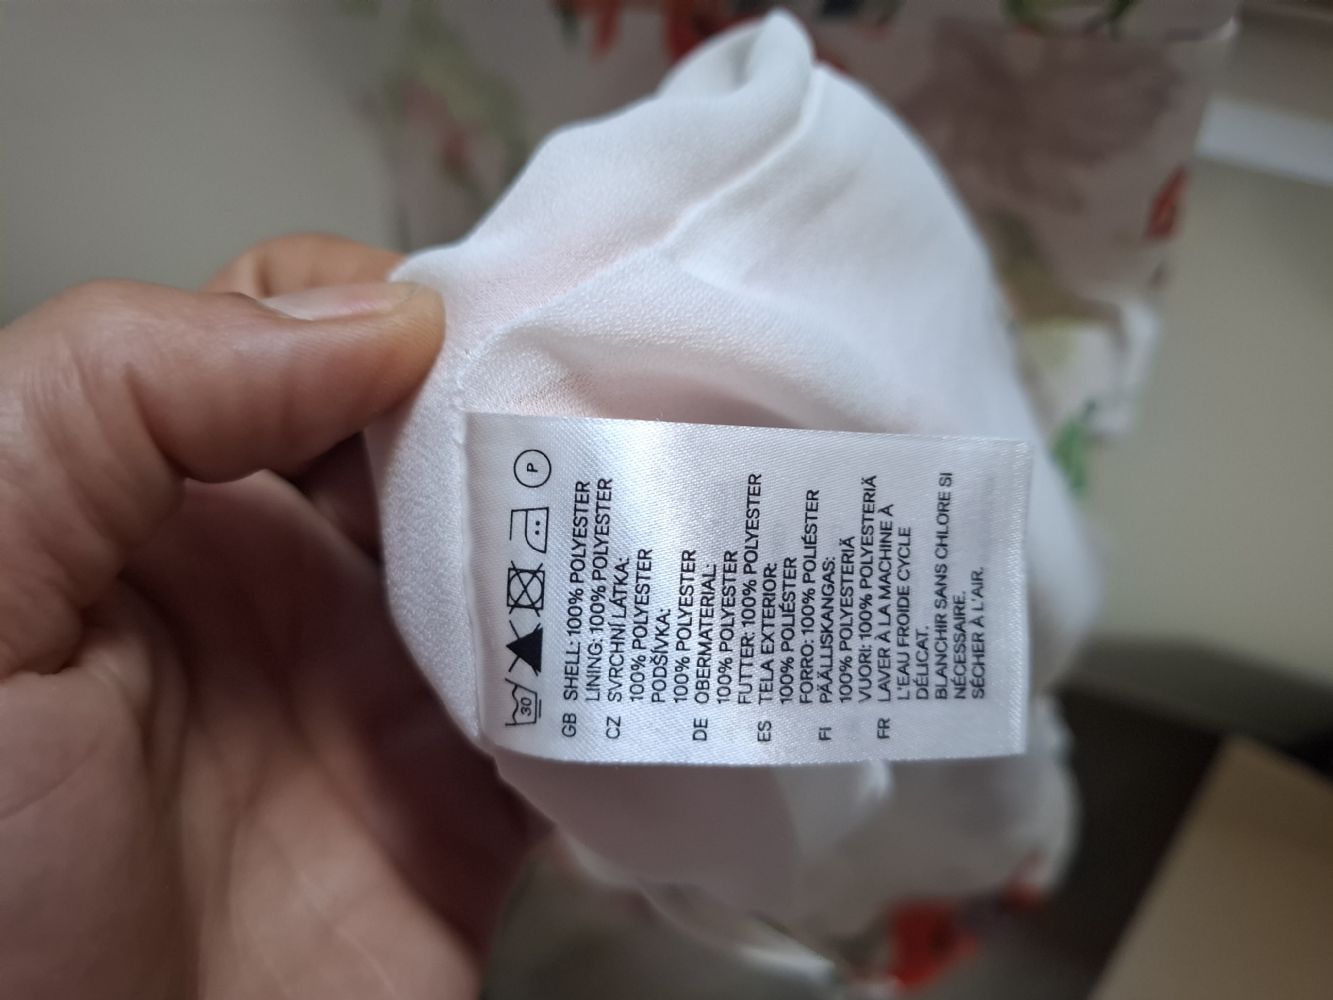 30
P
GB SHELL: 100% POLYESTER
LINING: 100% POLYESTER
CZ SVRCHNÍ LÁTKA:
100% POLYESTER
PODŠÍVKA:
100% POLYESTER
DE OBERMATERIAL:
100% POLYESTER
FUTTER: 100% POLYESTER
ES TELA EXTERIOR:
100% POLIÉSTER
FORRO: 100% POLIÉSTER
FI PÄÄLLISKANGAS:
100% POLYESTERIÄ
VUORI: 100% POLYESTERIÄ
FR LAVER À LA MACHINE À
L'EAU FROIDE CYCLE
DÉLICAT.
BLANCHIR SANS CHLORE SI
NÉCESSAIRE.
SÉCHER À L'AIR.